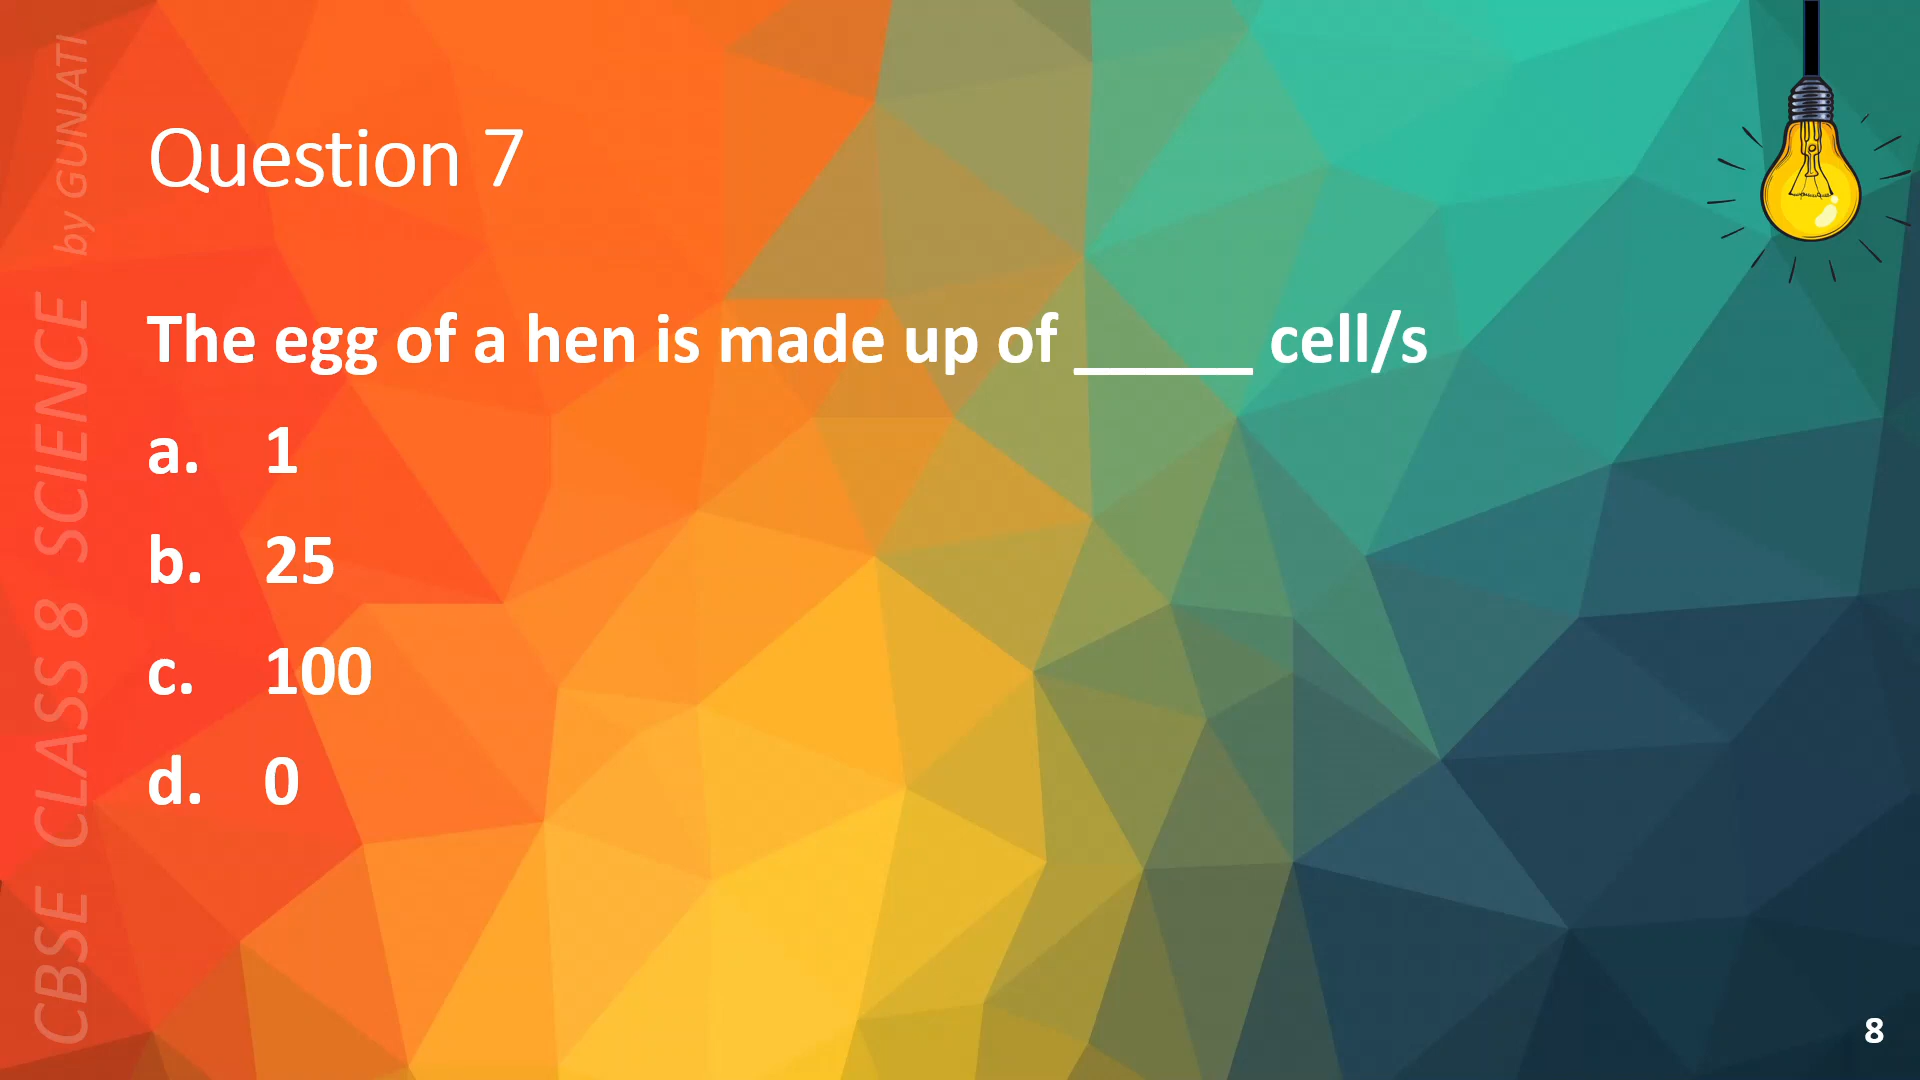 Question 7
The egg of a hen is made up of ______ cell/s
a. 1
b. 25
c. 100
d. 0
CBSE CLASS 8 SCIENCE by GUNJATI
8